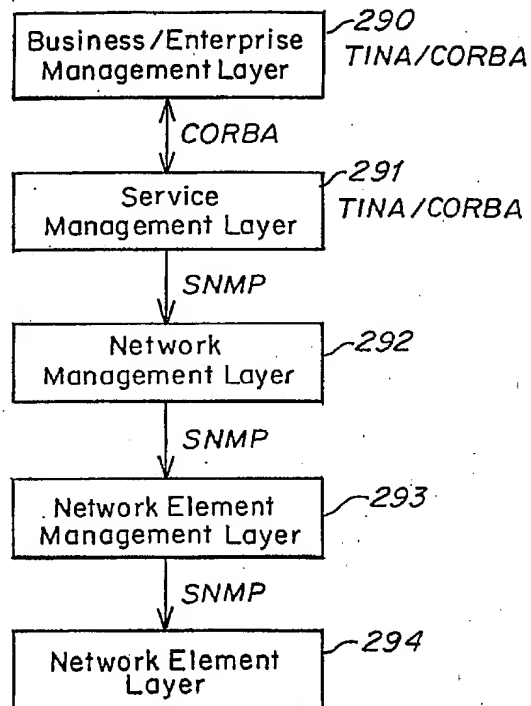 Business/Enterprise
Management Layer
290
TINA/CORBA
CORBA
Service
Management Layer
291
TINA/CORBA
SNMP
Network
Management Layer
292
SNMP
Network Element
Management Layer
293
SNMP
Network Element
Layer
294